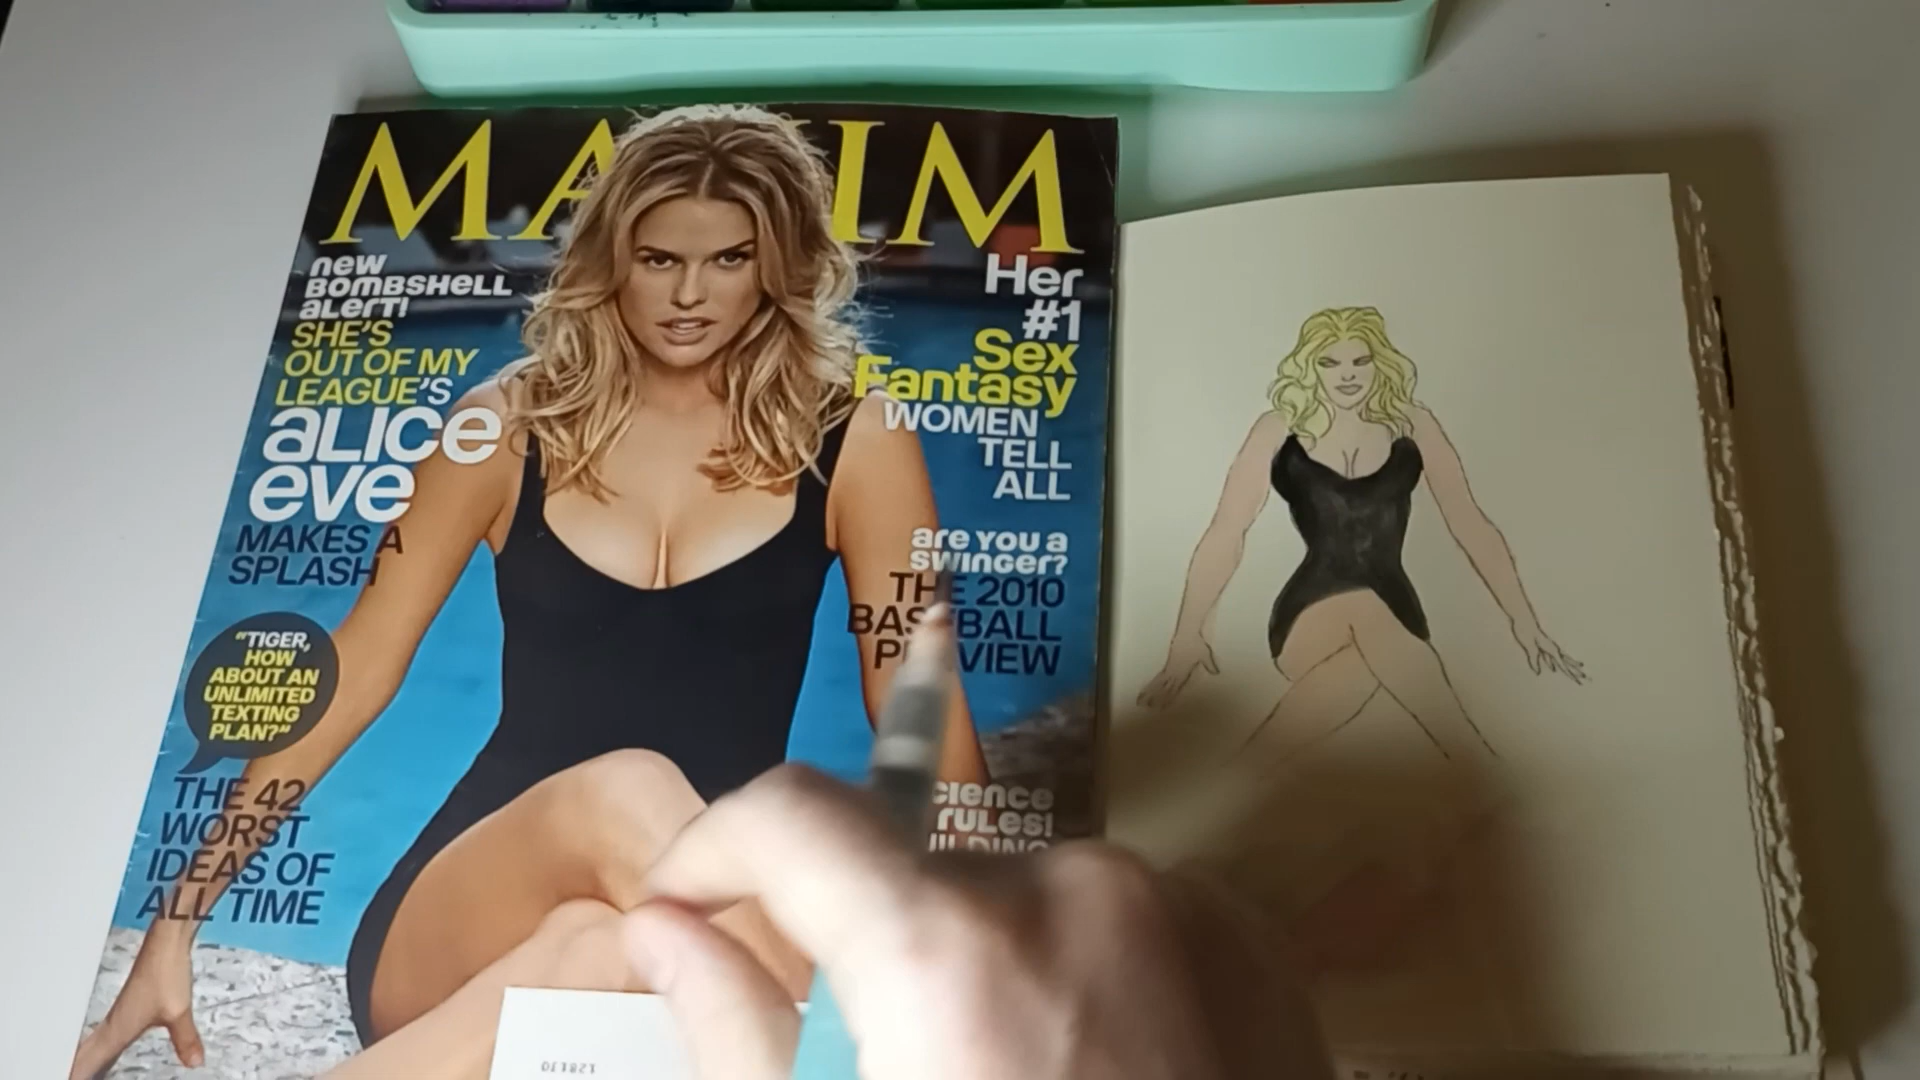 MAXIM
new
BOMBSHELL
ALERT!
SHE'S
OUT OF MY
LEAGUE'S
ALICE
eve
MAKES A
SPLASH
"TIGER,
HOW
ABOUT AN
UNLIMITED
TEXTING
PLAN?"
THE 42
WORST
IDEAS OF
ALL TIME
Her
#1
Sex
Fantasy
WOMEN
TELL
ALL
are you a
swinger?
THE 2010
BASEBALL
PREVIEW
science
rules!
128130